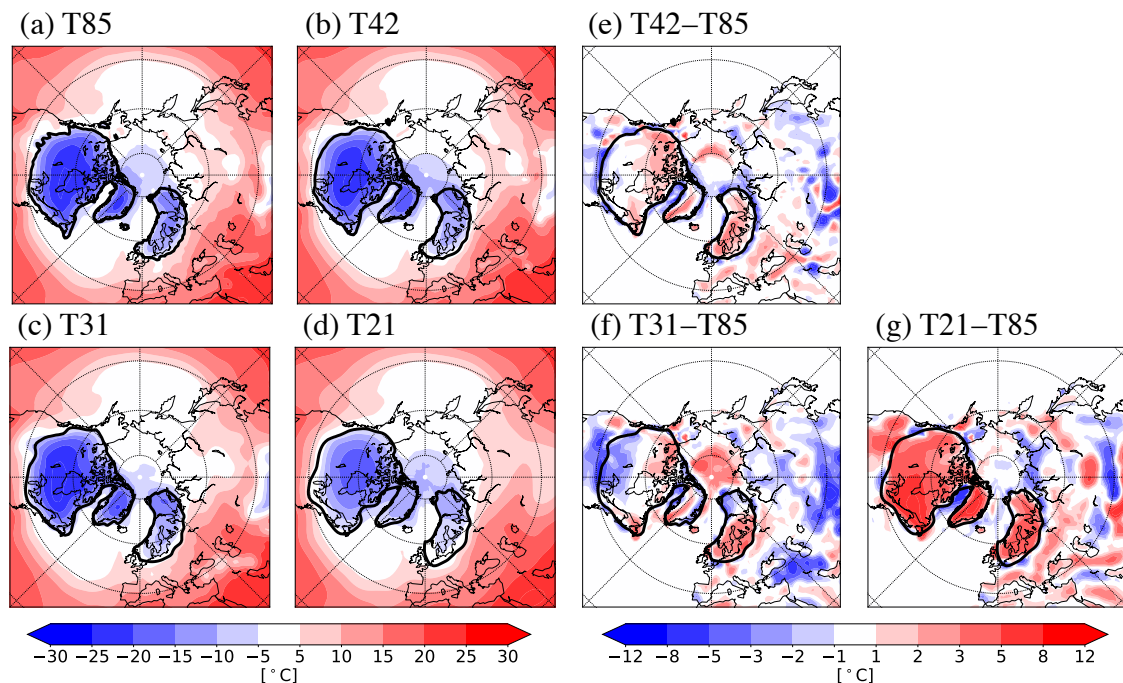 (a) T85
(b) T42
(e) T42–T85
(c) T31
(d) T21
(f) T31–T85
(g) T21–T85
−30 −25 −20 −15 −10 −5 5 10 15 20 25 30
[°C]
−12 −8 −5 −2 −1 1 2 3 5 8 12
[°C]